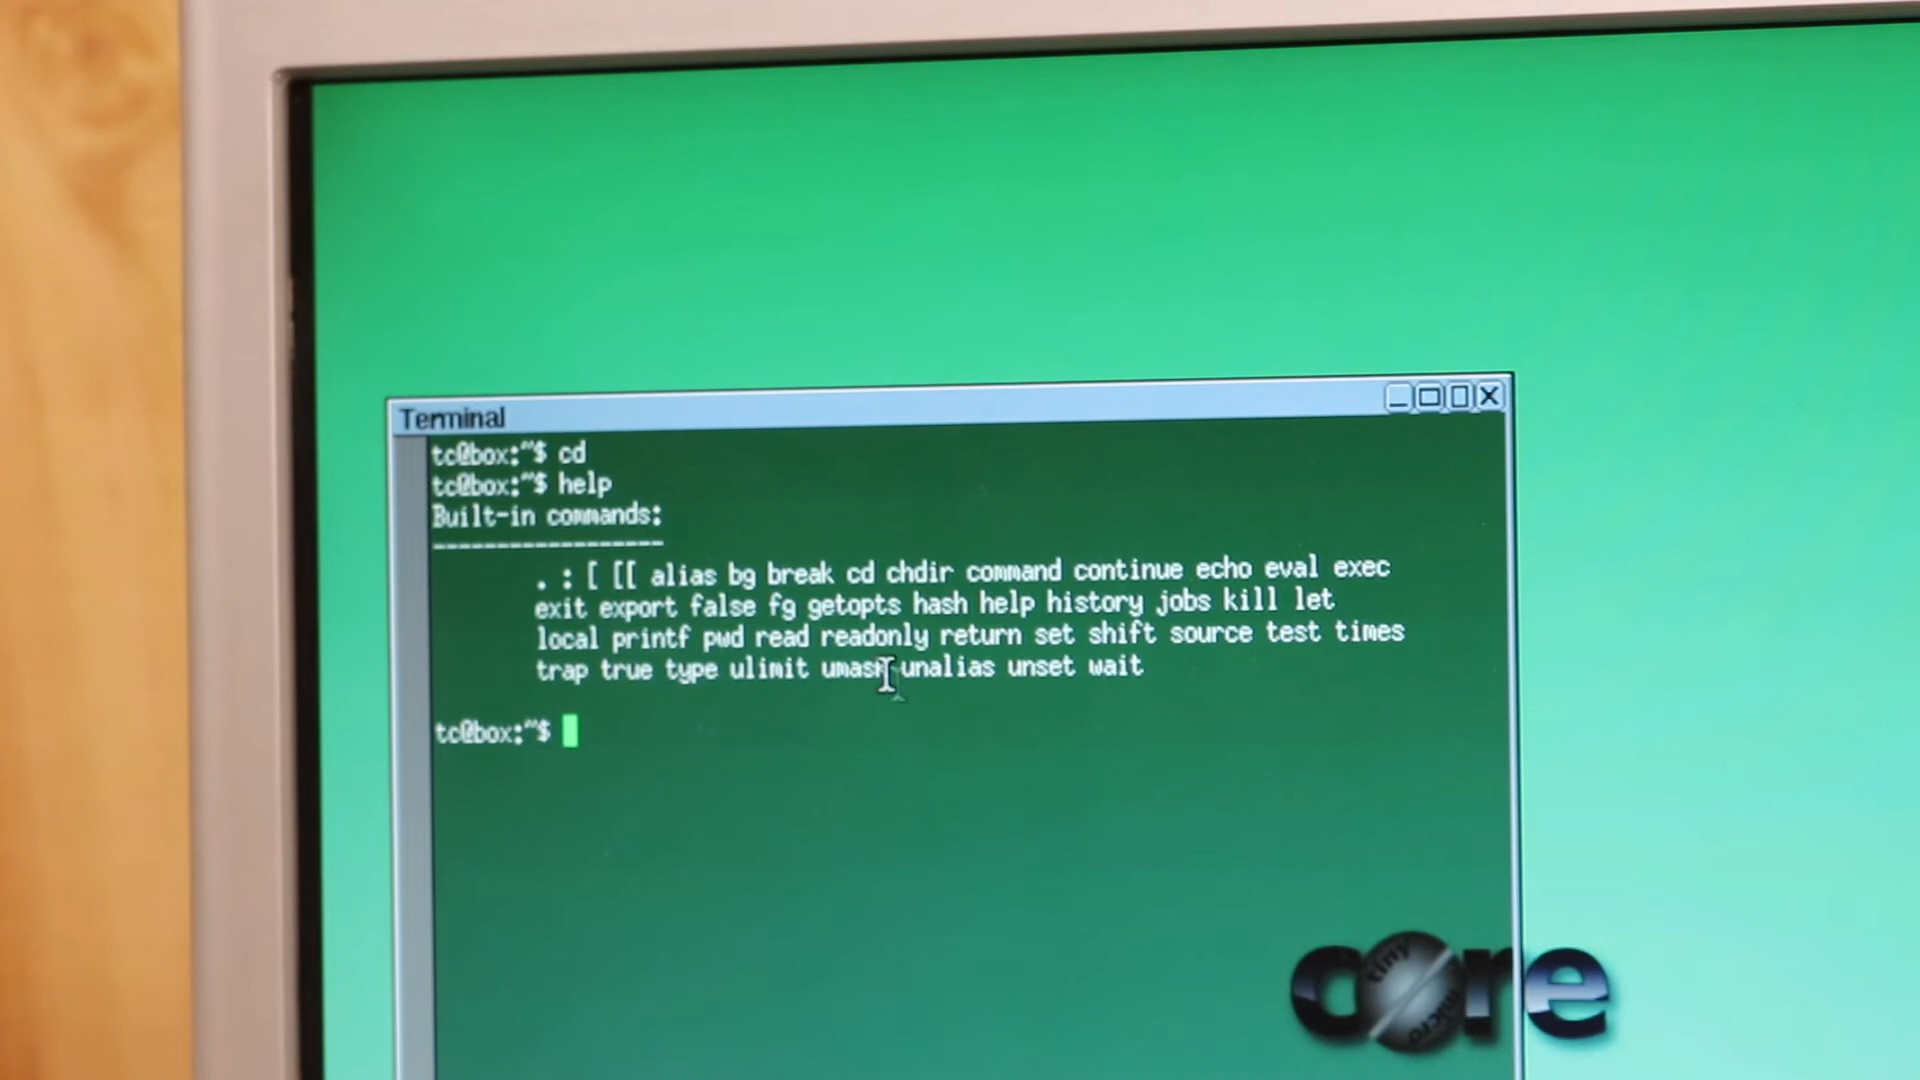 Terminal
tc@box:~$ cd
tc@box:~$ help
Built-in commands:
------------------
. : [ [[ alias bg break cd chdir command continue echo eval exec
exit export false fg getopts hash help history jobs kill let
local printf pwd read readonly return set shift source test times
trap true type ulimit umask unalias unset wait
tc@box:~$
core
tiny
micro